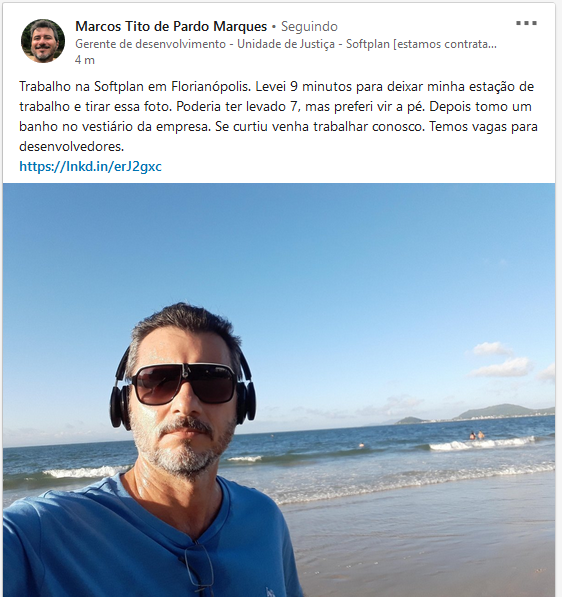 Marcos Tito de Pardo Marques • Seguindo
Gerente de desenvolvimento - Unidade de Justiça - Softplan [estamos contrata...
4 m
Trabalho na Softplan em Florianópolis. Levei 9 minutos para deixar minha estação de
trabalho e tirar essa foto. Poderia ter levado 7, mas preferi vir a pé. Depois tomo um
banho no vestiário da empresa. Se curtiu venha trabalhar conosco. Temos vagas para
desenvolvedores.
https://lnkd.in/erJ2gxc